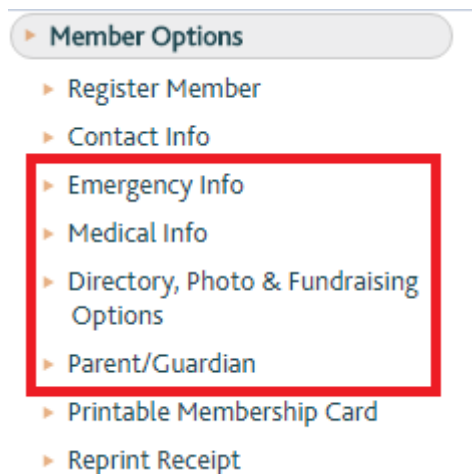 Member Options
Register Member
Contact Info
Emergency Info
Medical Info
Directory, Photo & Fundraising
Options
Parent/Guardian
Printable Membership Card
Reprint Receipt